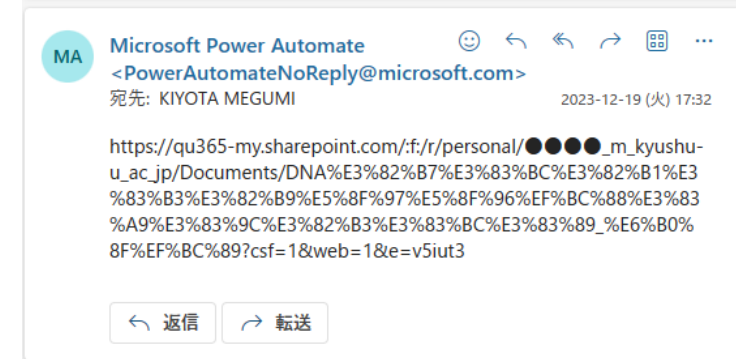 MA
Microsoft Power Automate
<PowerAutomateNoReply@microsoft.com>
宛先: KIYOTA MEGUMI
2023-12-19 (火) 17:32
https://qu365-my.sharepoint.com/:f:/r/personal/●●●●_m_kyushu-
u_ac_jp/Documents/DNA%E3%82%B7%E3%83%BC%E3%82%B1%E3
%83%B3%E3%82%B9%E5%8F%97%E5%8F%96%EF%BC%88%E3%83
%A9%E3%83%9C%E3%82%B3%E3%83%BC%E3%83%89_%E6%B0%
8F%EF%BC%89?csf=1&web=1&e=v5iut3
返信
転送